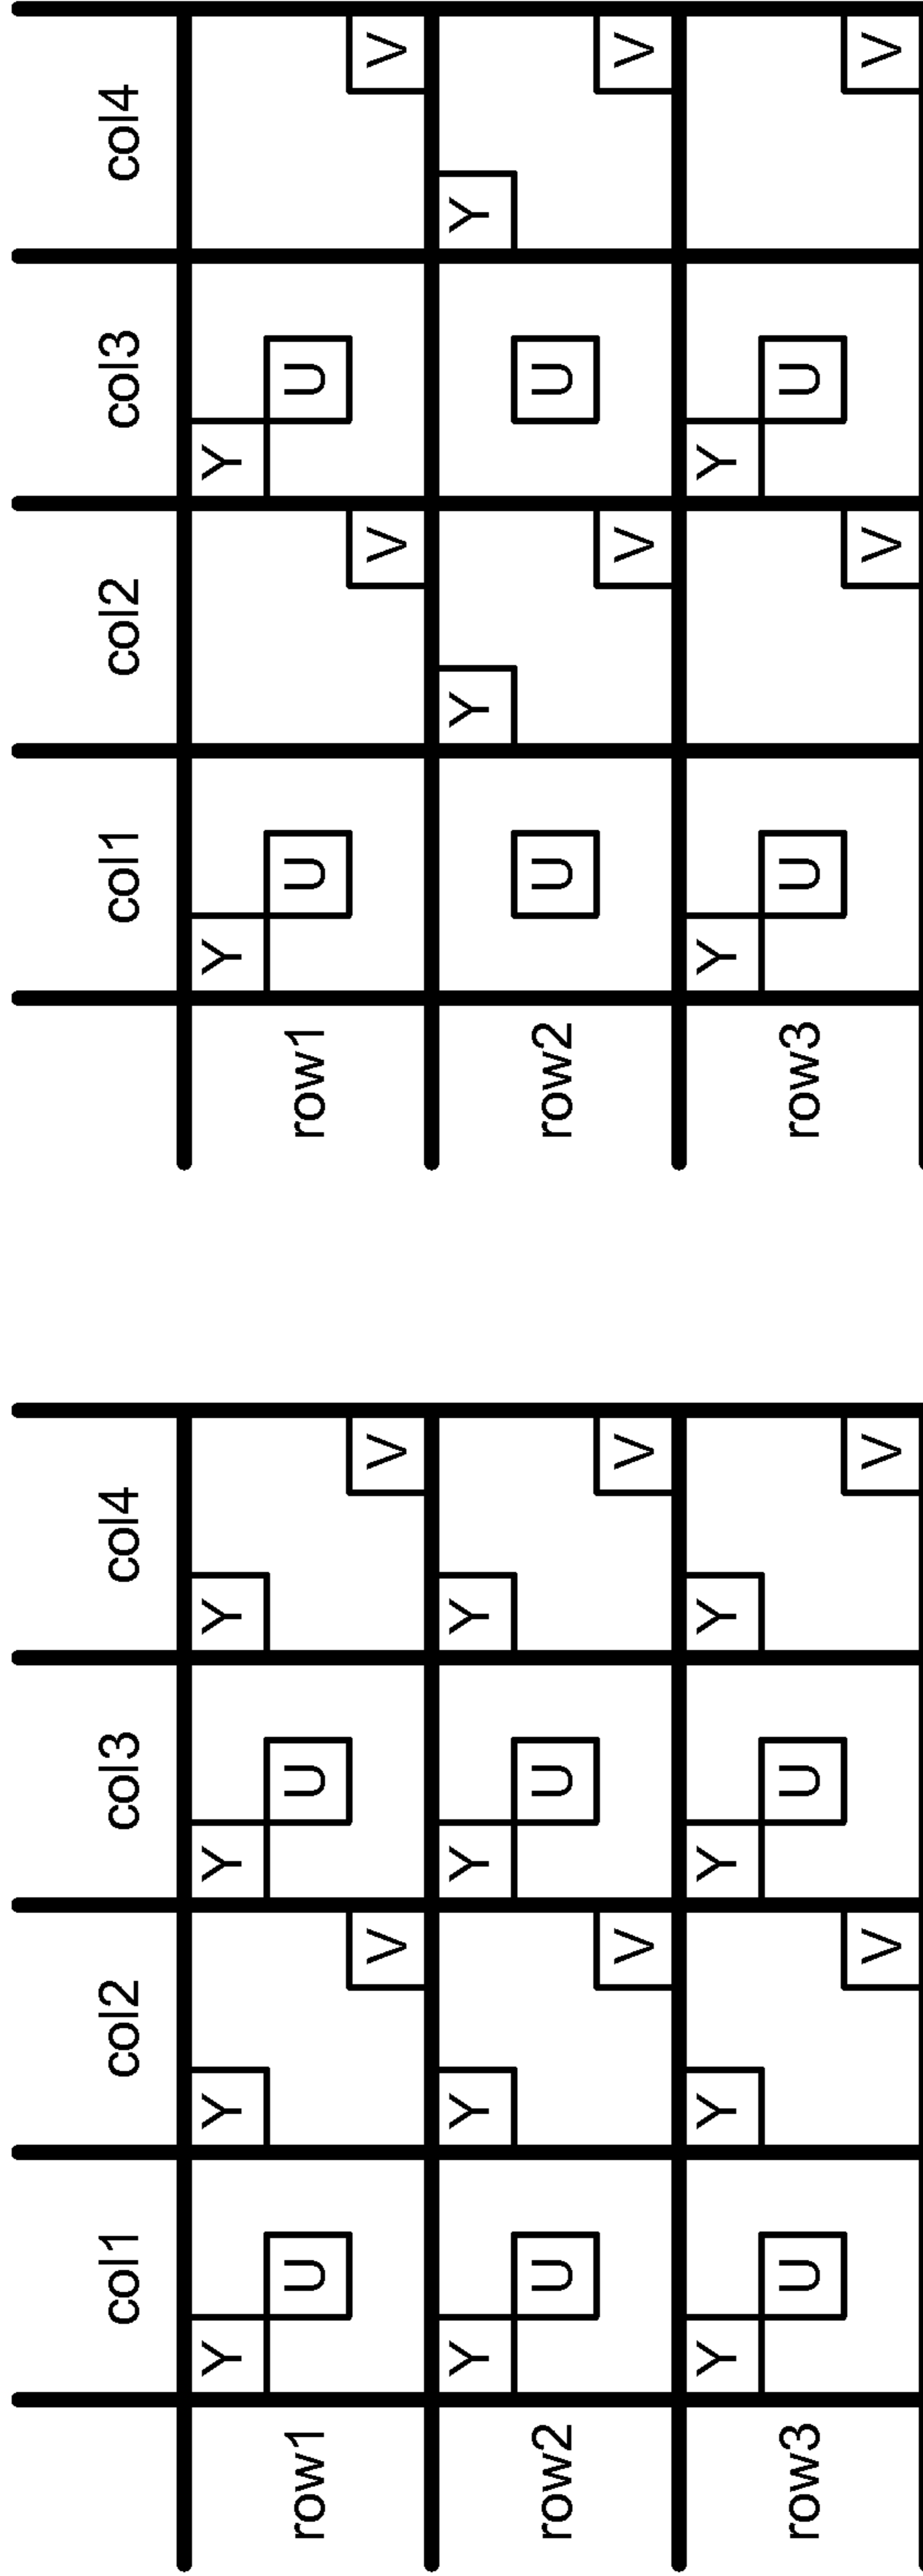 col1 col2 col3 col4 col1 col2 col3 col4
Y Y Y Y Y Y
row1 U U row1 U U
V V V V
Y Y Y Y Y Y
row2 U U row2 U U
V V V V
Y Y Y Y Y Y
row3 U U row3 U U
V V V V